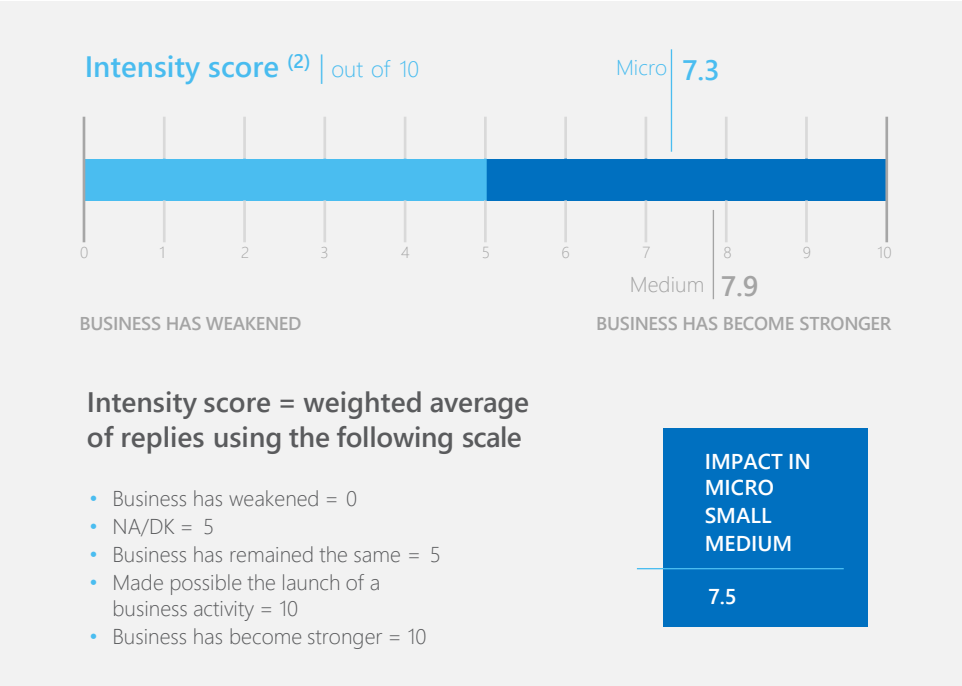 Intensity score (2) | out of 10
Micro 7.3
0 1 2 3 4 5 6 7 8 9 10
Medium 7.9
BUSINESS HAS WEAKENED
BUSINESS HAS BECOME STRONGER
Intensity score = weighted average
of replies using the following scale
• Business has weakened = 0
• NA/DK = 5
• Business has remained the same = 5
• Made possible the launch of a
business activity = 10
• Business has become stronger = 10
IMPACT IN
MICRO
SMALL
MEDIUM
7.5